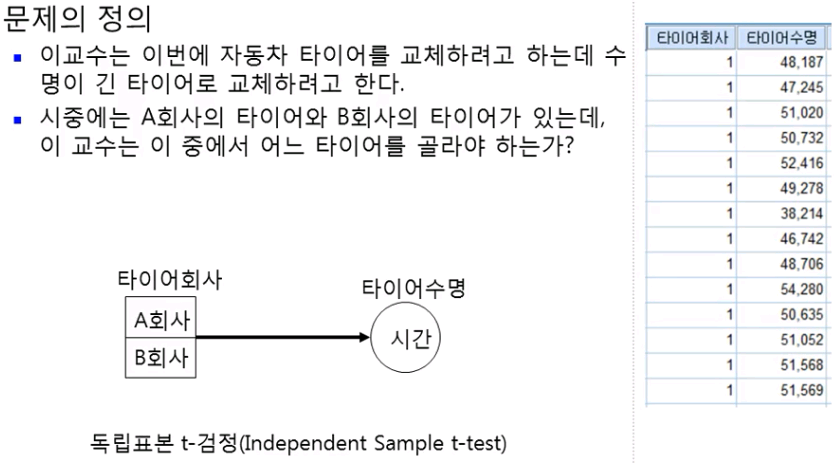 문제의 정의
이교수는 이번에 자동차 타이어를 교체하려고 하는데 수
명이 긴 타이어로 교체하려고 한다.
시중에는 A회사의 타이어와 B회사의 타이어가 있는데,
이 교수는 이 중에서 어느 타이어를 골라야 하는가?
타이어회사
A회사
B회사
타이어수명
시간
독립표본 t-검정(Independent Sample t-test)
타이어회사 타이어수명
1 48,187
1 47,245
1 51,020
1 50,732
1 52,416
1 49,278
1 38,214
1 46,742
1 48,706
1 54,280
1 50,635
1 51,052
1 51,568
1 51,569